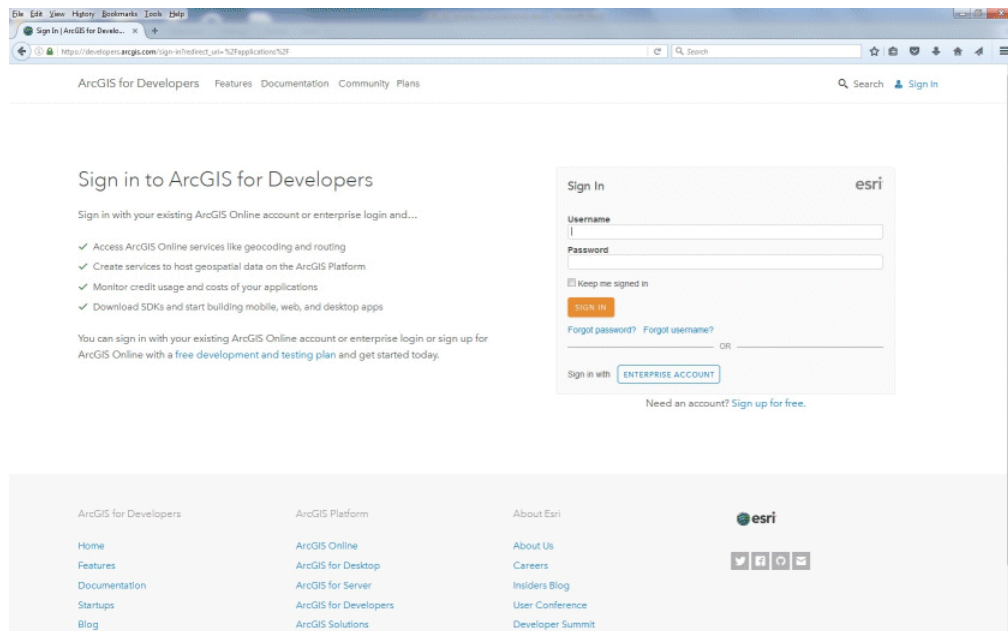 File Edit View History Bookmarks Tools Help
Sign In | ArcGIS for Develo... × +
https://developers.arcgis.com/sign-in?redirect_uri=%2Fapplications%2F
Search
ArcGIS for Developers Features Documentation Community Plans Search Sign In
Sign in to ArcGIS for Developers
Sign in with your existing ArcGIS Online account or enterprise login and...
✓ Access ArcGIS Online services like geocoding and routing
✓ Create services to host geospatial data on the ArcGIS Platform
✓ Monitor credit usage and costs of your applications
✓ Download SDKs and start building mobile, web, and desktop apps
You can sign in with your existing ArcGIS Online account or enterprise login or sign up for
ArcGIS Online with a free development and testing plan and get started today.
Sign In esri
Username
Password
Keep me signed in
SIGN IN
Forgot password? Forgot username?
OR
Sign in with ENTERPRISE ACCOUNT
Need an account? Sign up for free.
ArcGIS for Developers
Home
Features
Documentation
Startups
Blog
ArcGIS Platform
ArcGIS Online
ArcGIS for Desktop
ArcGIS for Server
ArcGIS for Developers
ArcGIS Solutions
About Esri
About Us
Careers
Insiders Blog
User Conference
Developer Summit
esri